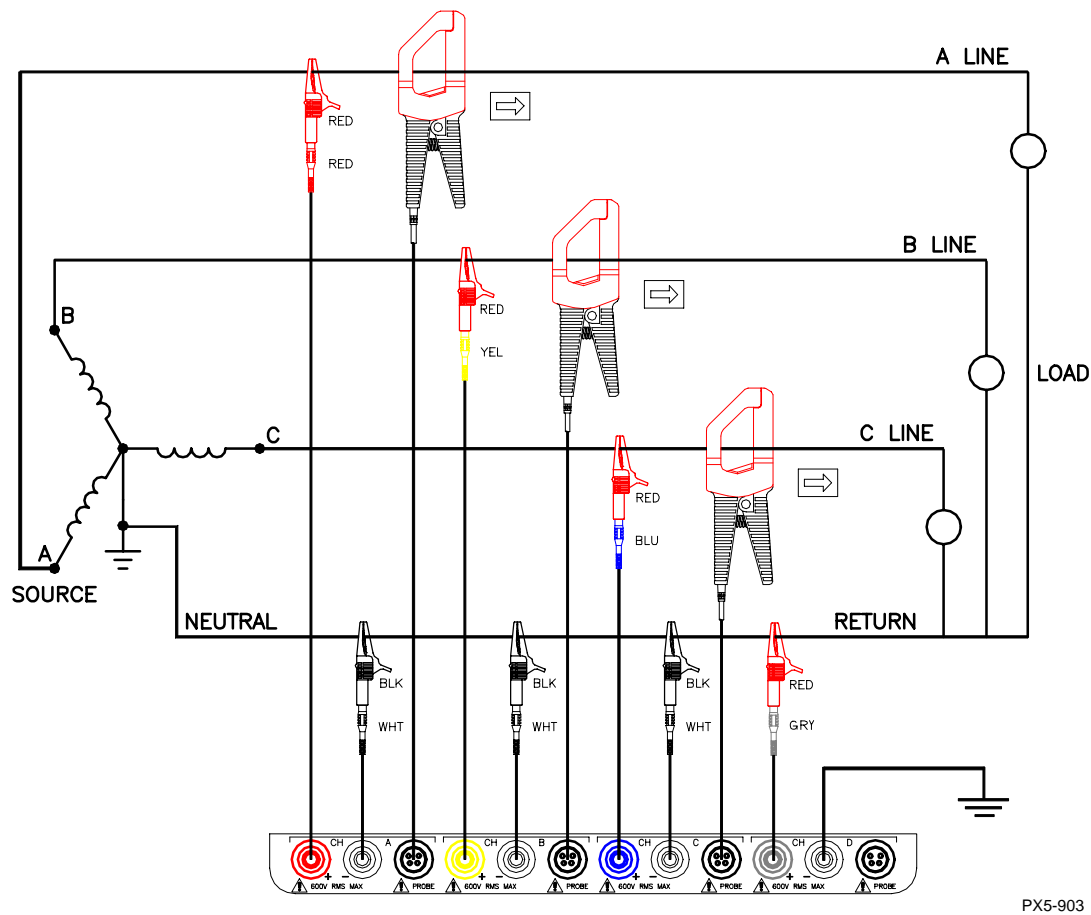 A LINE
RED
RED
B LINE
RED
YEL
B
LOAD
C LINE
C
RED
BLU
A
SOURCE
NEUTRAL
RETURN
BLK
BLK
BLK
RED
WHT
WHT
WHT
GRY
CH A CH B CH C CH D
+ - + - + - + -
600V RMS MAX PROBE 600V RMS MAX PROBE 600V RMS MAX PROBE 600V RMS MAX PROBE
PX5-903